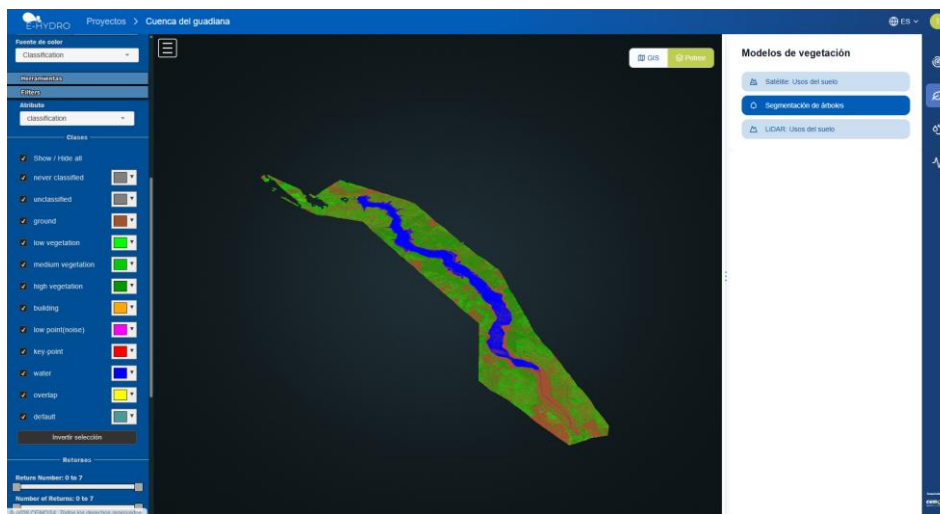 E-HYDRO
Proyectos > Cuenca del guadiana
ES
Fuente de color
Classification
Herramientas
Filters
Atributo
classification
Clases
Show / Hide all
never classified
unclassified
ground
low vegetation
medium vegetation
high vegetation
building
low point(noise)
key-point
water
overlap
default
Invertir selección
Retornos
Return Number: 0 to 7
Number of Returns: 0 to 7
GIS
Potree
Modelos de vegetación
Satélite: Usos del suelo
Segmentación de árboles
LiDAR: Usos del suelo